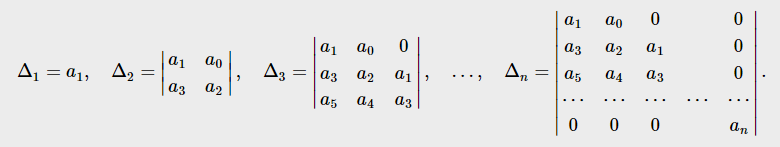 Δ₁ = a₁, Δ₂ = | a₁ a₀ ; a₃ a₂ |, Δ₃ = | a₁ a₀ 0 ; a₃ a₂ a₁ ; a₅ a₄ a₃ |, …, Δₙ = | a₁ a₀ 0 0 ; a₃ a₂ a₁ 0 ; a₅ a₄ a₃ 0 ; ⋯ ⋯ ⋯ ⋯ ⋯ ; 0 0 0 aₙ | .